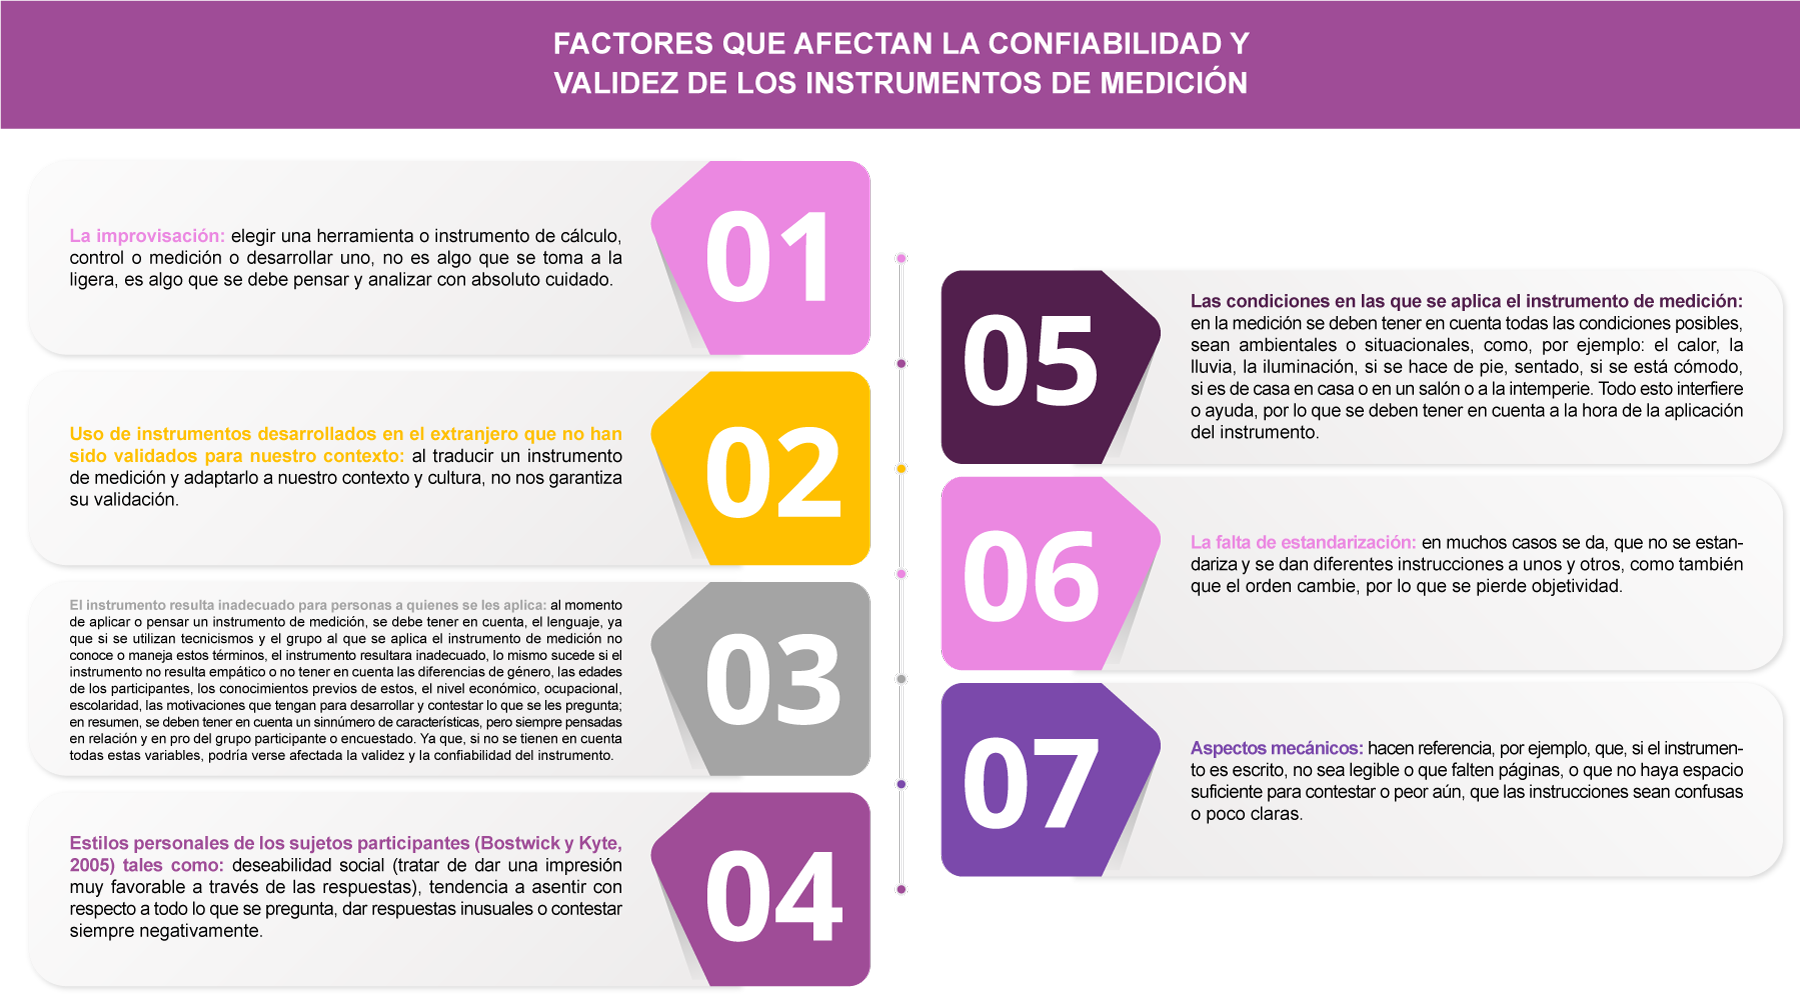 FACTORES QUE AFECTAN LA CONFIABILIDAD Y
VALIDEZ DE LOS INSTRUMENTOS DE MEDICIÓN
La improvisación: elegir una herramienta o instrumento de cálculo,
control o medición o desarrollar uno, no es algo que se toma a la
ligera, es algo que se debe pensar y analizar con absoluto cuidado.
01
Uso de instrumentos desarrollados en el extranjero que no han
sido validados para nuestro contexto: al traducir un instrumento
de medición y adaptarlo a nuestro contexto y cultura, no nos garantiza
su validación.
02
El instrumento resulta inadecuado para personas a quienes se les aplica: al momento
de aplicar o pensar un instrumento de medición, se debe tener en cuenta, el lenguaje, ya
que si se utilizan tecnicismos y el grupo al que se aplica el instrumento de medición no
conoce o maneja estos términos, el instrumento resultara inadecuado, lo mismo sucede si el
instrumento no resulta empático o no tener en cuenta las diferencias de género, las edades
de los participantes, los conocimientos previos de estos, el nivel económico, ocupacional,
escolaridad, las motivaciones que tengan para desarrollar y contestar lo que se les pregunta;
en resumen, se deben tener en cuenta un sinnúmero de características, pero siempre pensadas
en relación y en pro del grupo participante o encuestado. Ya que, si no se tienen en cuenta
todas estas variables, podría verse afectada la validez y la confiabilidad del instrumento.
03
Estilos personales de los sujetos participantes (Bostwick y Kyte,
2005) tales como: deseabilidad social (tratar de dar una impresión
muy favorable a través de las respuestas), tendencia a asentir con
respecto a todo lo que se pregunta, dar respuestas inusuales o contestar
siempre negativamente.
04
05
Las condiciones en las que se aplica el instrumento de medición:
en la medición se deben tener en cuenta todas las condiciones posibles,
sean ambientales o situacionales, como, por ejemplo: el calor, la
lluvia, la iluminación, si se hace de pie, sentado, si se está cómodo,
si es de casa en casa o en un salón o a la intemperie. Todo esto interfiere
o ayuda, por lo que se deben tener en cuenta a la hora de la aplicación
del instrumento.
06
La falta de estandarización: en muchos casos se da, que no se estan-
dariza y se dan diferentes instrucciones a unos y otros, como también
que el orden cambie, por lo que se pierde objetividad.
07
Aspectos mecánicos: hacen referencia, por ejemplo, que, si el instrumen-
to es escrito, no sea legible o que falten páginas, o que no haya espacio
suficiente para contestar o peor aún, que las instrucciones sean confusas
o poco claras.